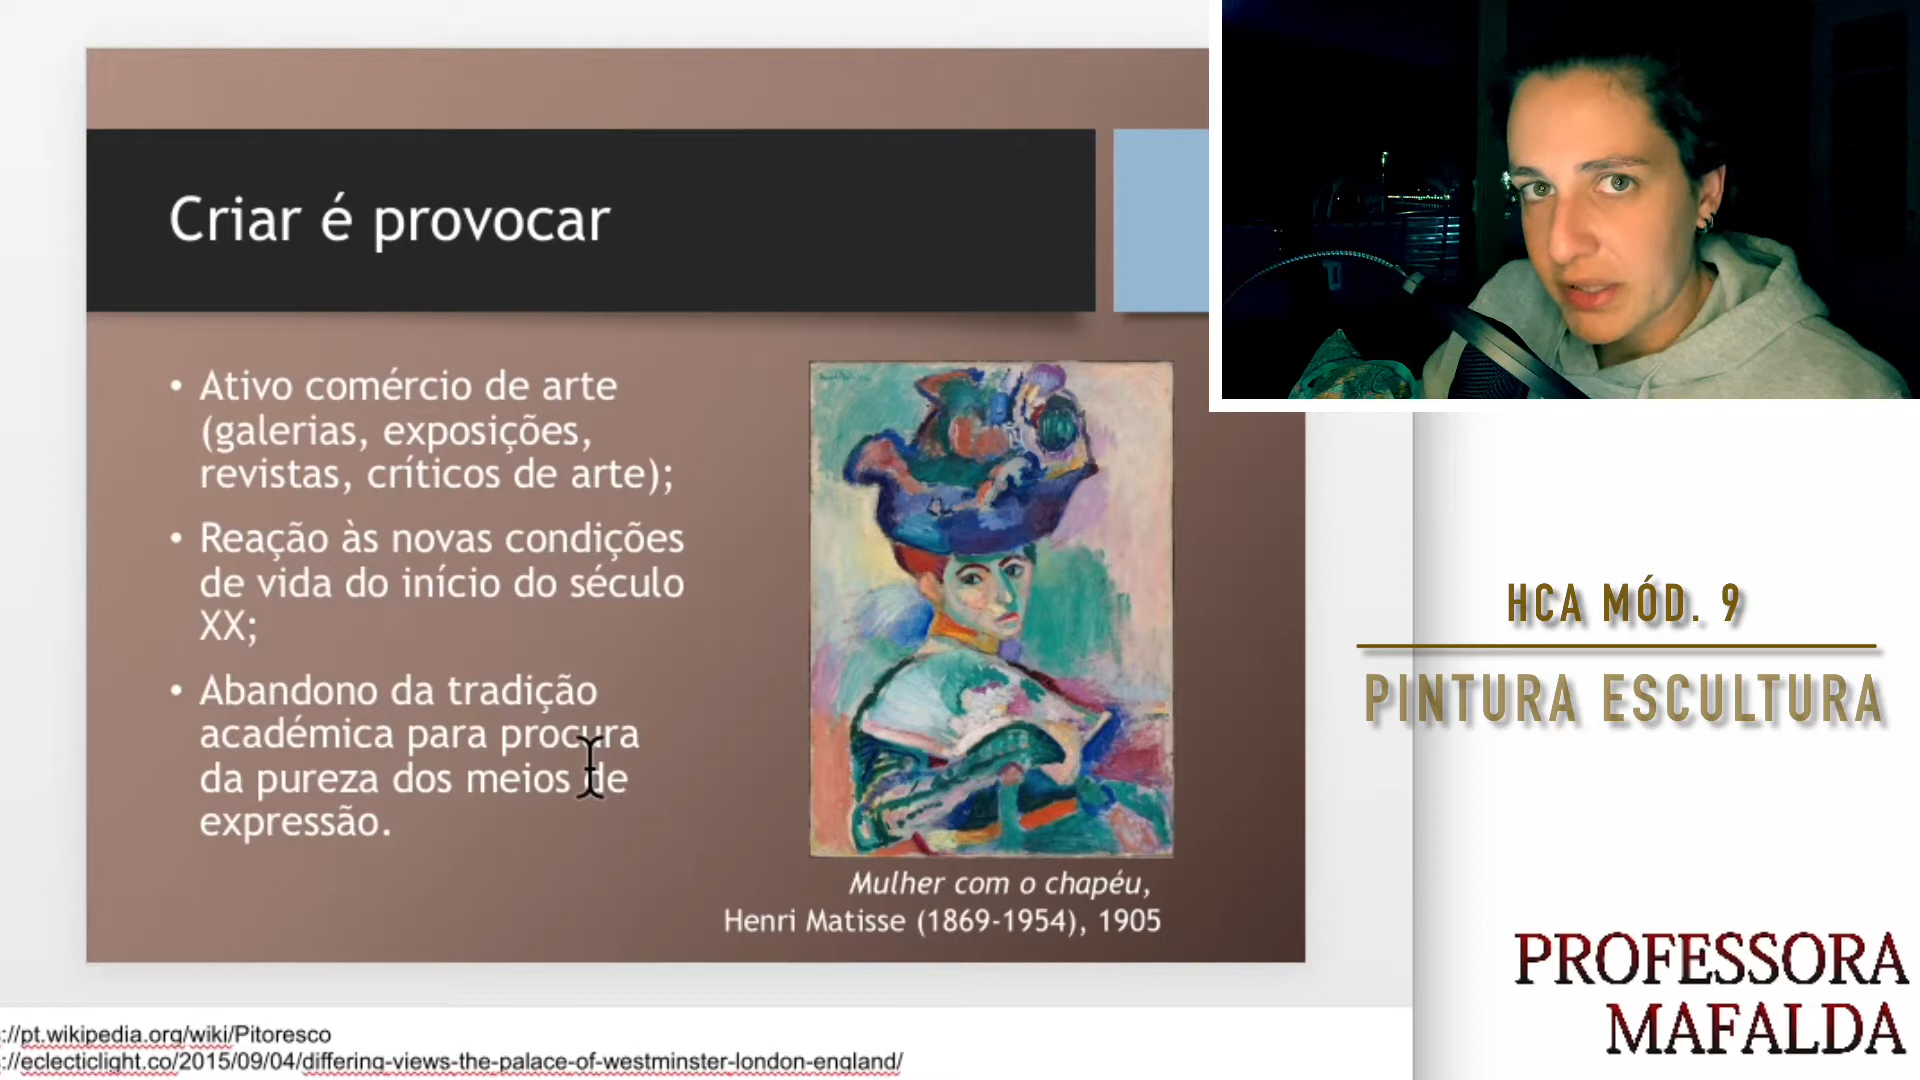 Criar é provocar
• Ativo comércio de arte
(galerias, exposições,
revistas, críticos de arte);
• Reação às novas condições
de vida do início do século
XX;
• Abandono da tradição
académica para procura
da pureza dos meios de
expressão.
Mulher com o chapéu,
Henri Matisse (1869-1954), 1905
HCA MÓD. 9
PINTURA ESCULTURA
PROFESSORA
MAFALDA
://pt.wikipedia.org/wiki/Pitoresco
://eclecticlight.co/2015/09/04/differing-views-the-palace-of-westminster-london-england/